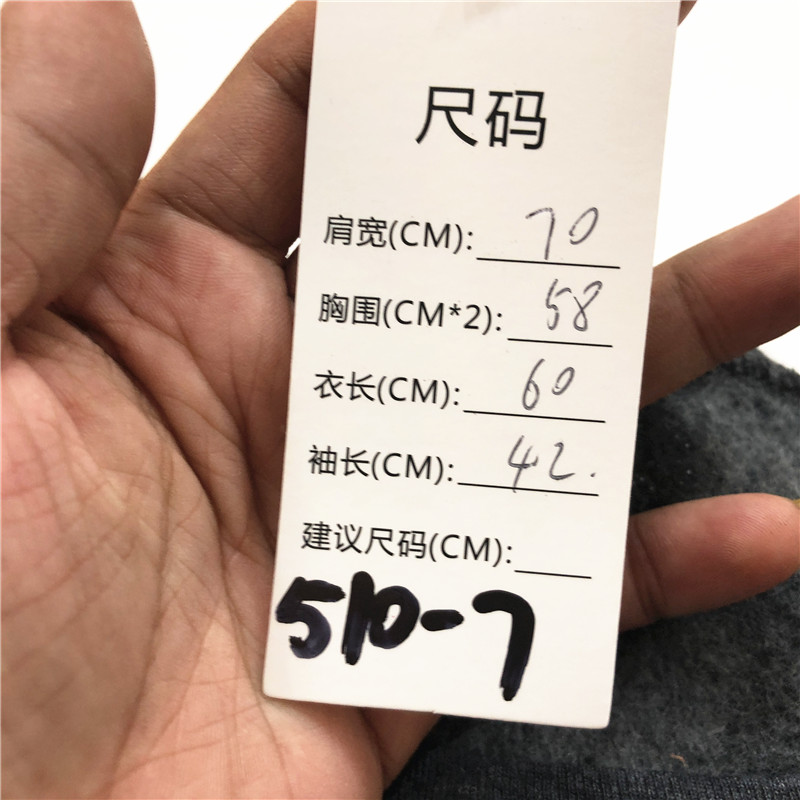 尺码
肩宽(CM): 70
胸围(CM*2): 58
衣长(CM): 60
袖长(CM): 42.
建议尺码(CM):
510-7